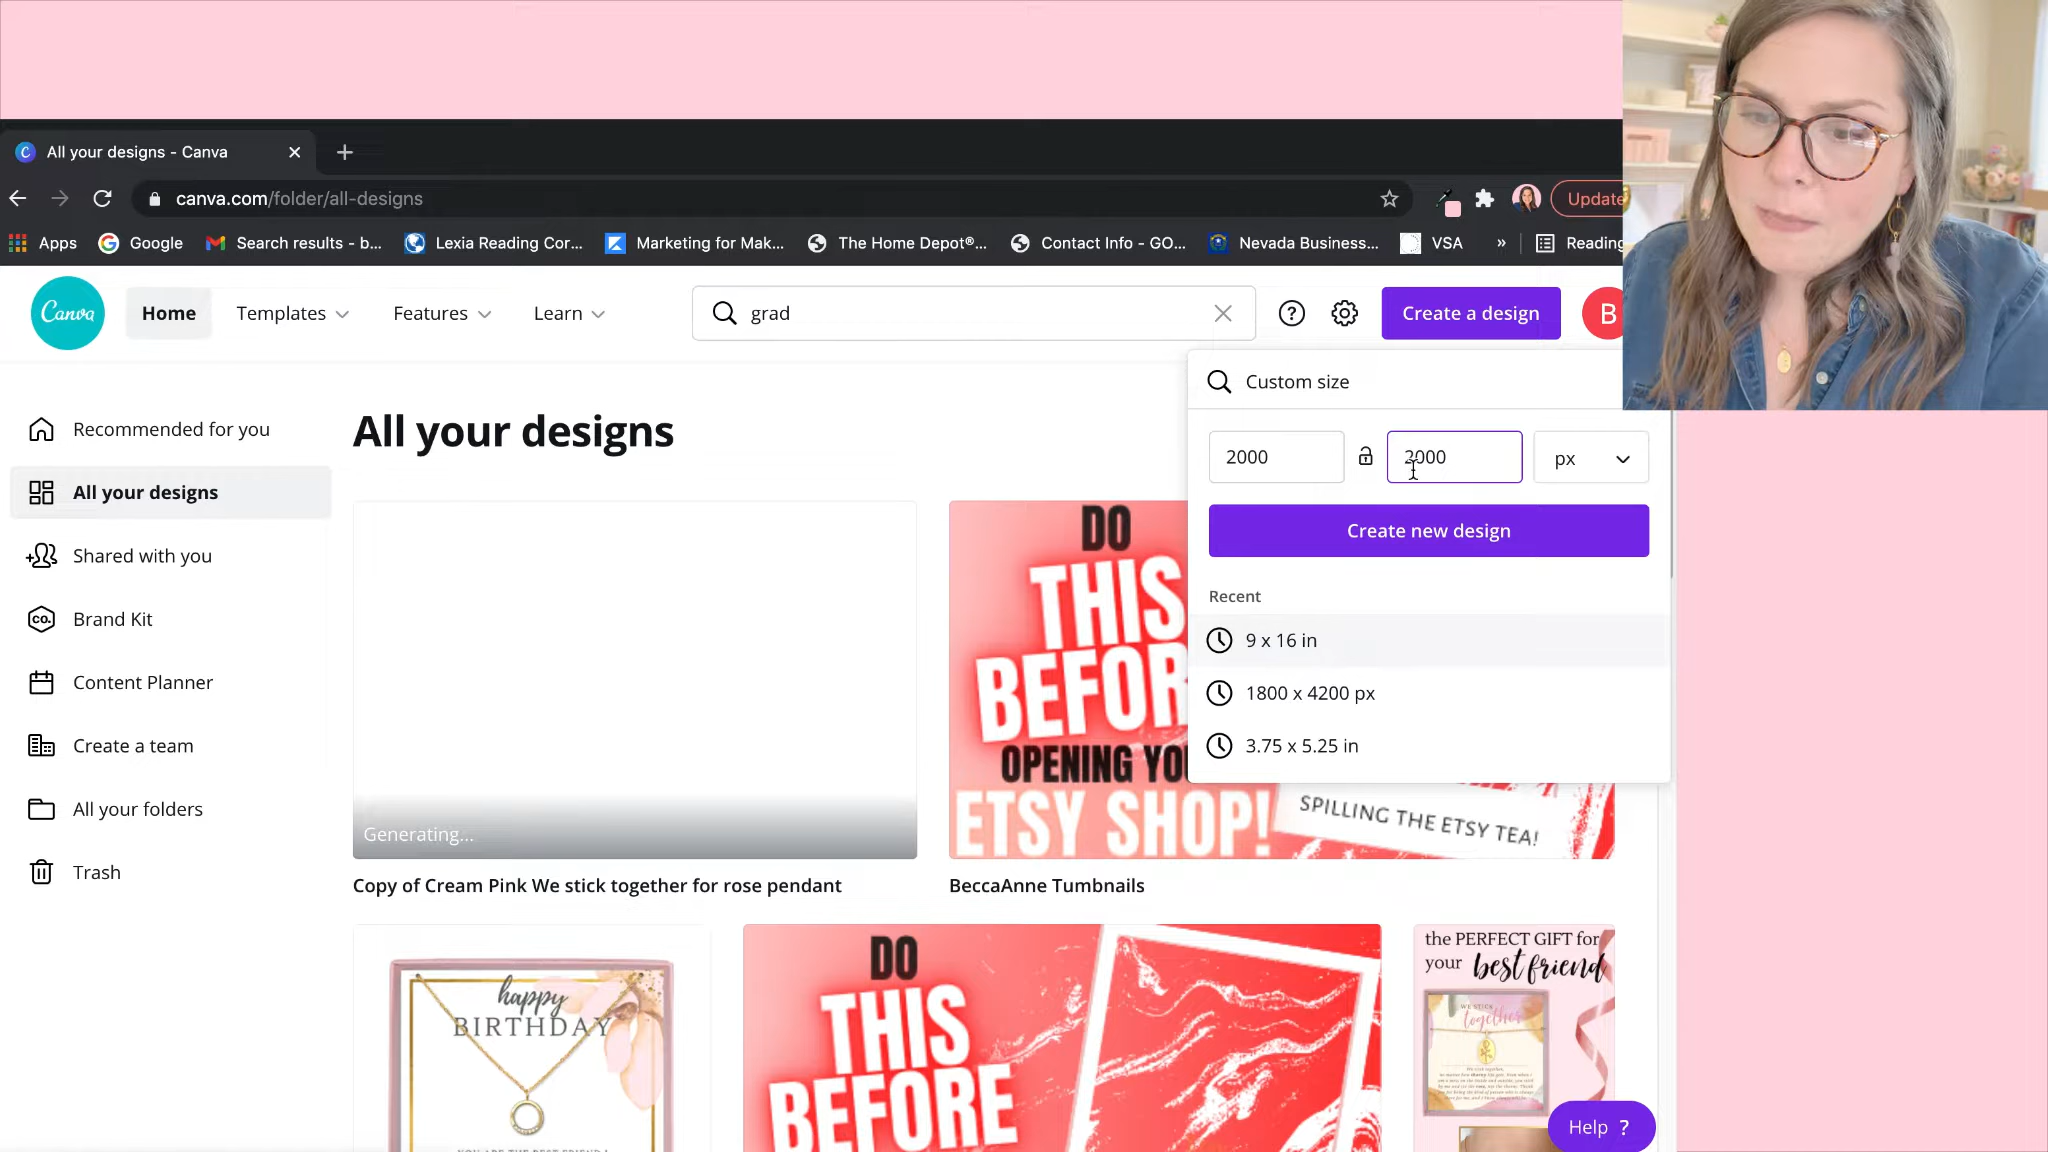 All your designs - Canva
canva.com/folder/all-designs
Update
Apps
Google
Search results - b...
Lexia Reading Cor...
Marketing for Mak...
The Home Depot®...
Contact Info - GO...
Nevada Business...
VSA
»
Reading
Canva
Home
Templates
Features
Learn
grad
Create a design
B
Custom size
2000
2000
px
Create new design
Recent
9 x 16 in
1800 x 4200 px
3.75 x 5.25 in
Recommended for you
All your designs
Shared with you
Brand Kit
Content Planner
Create a team
All your folders
Trash
All your designs
Generating...
Copy of Cream Pink We stick together for rose pendant
DO
THIS
BEFOR
OPENING YO
ETSY SHOP!
SPILLING THE ETSY TEA!
BeccaAnne Tumbnails
happy
BIRTHDAY
DO
THIS
BEFORE
the PERFECT GIFT for
your best friend
WE STICK
together
Help ?